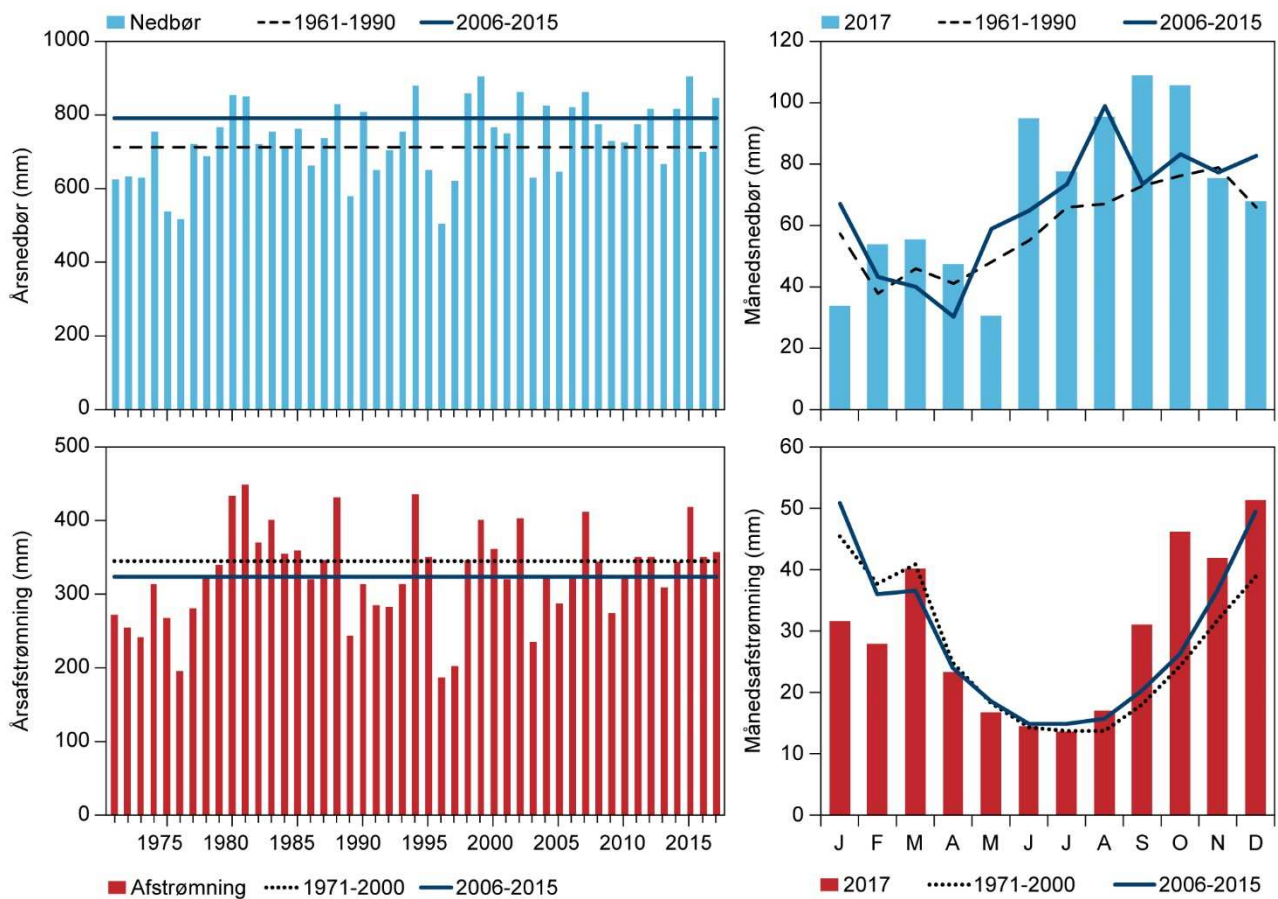 Nedbør 1961-1990 2006-2015
1000
800
600
400
200
0
Årsnedbør (mm)
2017 1961-1990 2006-2015
120
100
80
60
40
20
0
Månedsnedbør (mm)
500
400
300
200
100
0
Årsafstrømning (mm)
1975 1980 1985 1990 1995 2000 2005 2010 2015
Afstrømning 1971-2000 2006-2015
60
50
40
30
20
10
0
Månedsafstrømning (mm)
J F M A M J J A S O N D
2017 1971-2000 2006-2015